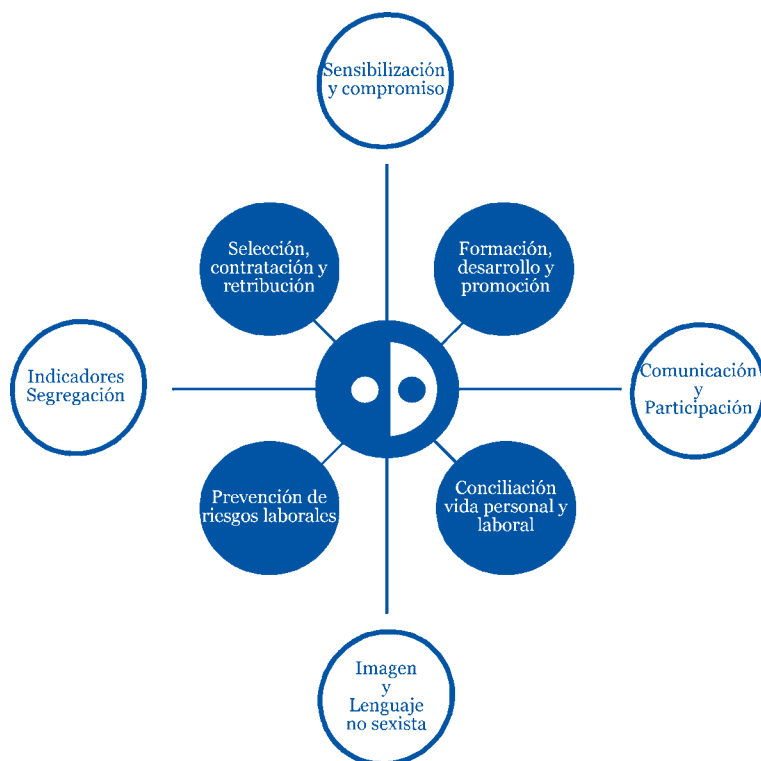 Sensibilización
y compromiso
Selección,
contratación y
retribución
Formación,
desarrollo y
promoción
Indicadores
Segregación
Comunicación
y
Participación
Prevención de
riesgos laborales
Conciliación
vida personal y
laboral
Imagen
y
Lenguaje
no sexista